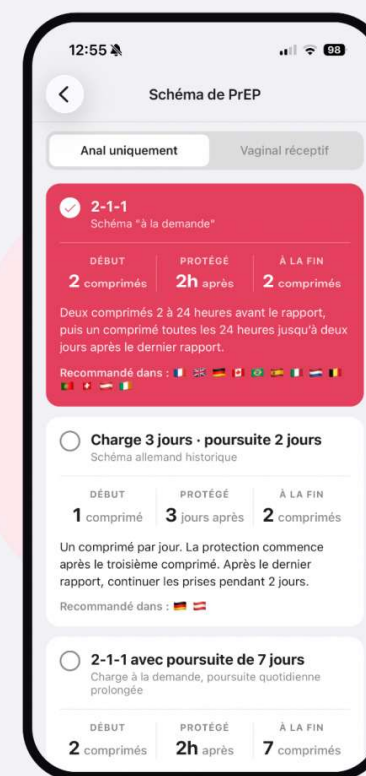 12:55
98
Schéma de PrEP
Anal uniquement
Vaginal réceptif
2-1-1
Schéma "à la demande"
DÉBUT PROTÉGÉ À LA FIN
2 comprimés 2h après 2 comprimés
Deux comprimés 2 à 24 heures avant le rapport,
puis un comprimé toutes les 24 heures jusqu'à deux
jours après le dernier rapport.
Recommandé dans :
Charge 3 jours · poursuite 2 jours
Schéma allemand historique
DÉBUT PROTÉGÉ À LA FIN
1 comprimé 3 jours après 2 comprimés
Un comprimé par jour. La protection commence
après le troisième comprimé. Après le dernier
rapport, continuer les prises pendant 2 jours.
Recommandé dans :
2-1-1 avec poursuite de 7 jours
Charge à la demande, poursuite quotidienne
prolongée
DÉBUT PROTÉGÉ À LA FIN
2 comprimés 2h après 7 comprimés